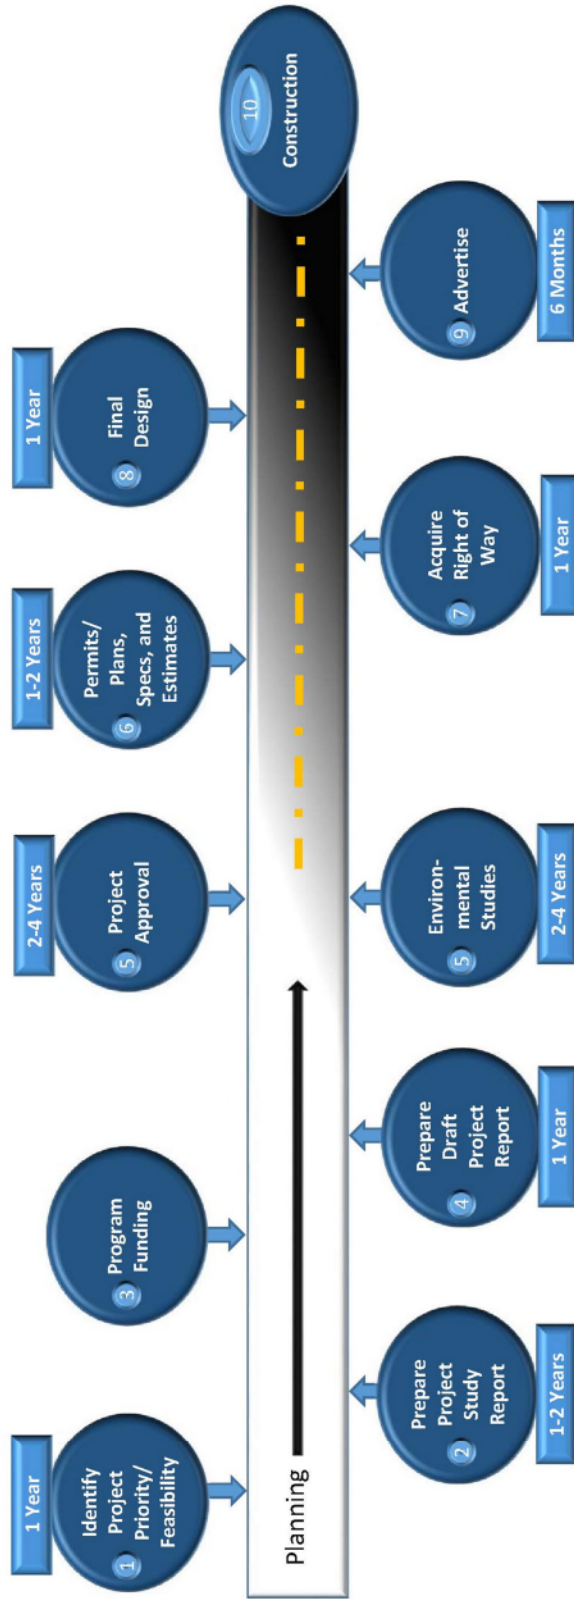 1 Year
1
Identify
Project
Priority/
Feasibility
Planning
2
Prepare
Project
Study
Report
1-2 Years
3
Program
Funding
4
Prepare
Draft
Project
Report
1 Year
2-4 Years
5
Project
Approval
5
Environ-
mental
Studies
2-4 Years
1-2 Years
6
Permits/
Plans,
Specs, and
Estimates
7
Acquire
Right of
Way
1 Year
1 Year
8
Final
Design
9
Advertise
6 Months
10
Construction